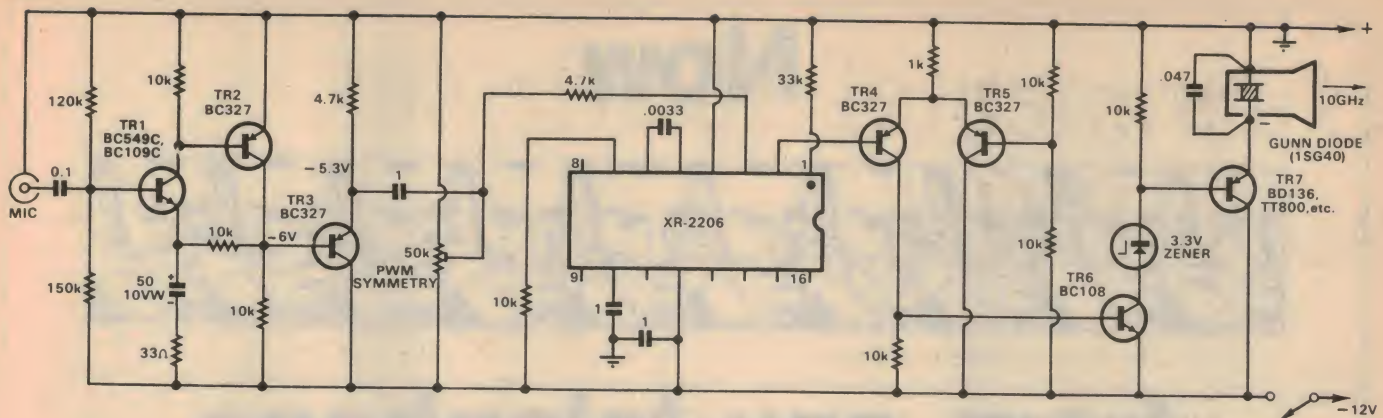 120k
10k
TR2
BC327
TR1
BC549C,
BC109C
0.1
MIC
150k
50
10VW
33Ω
10k
-6V
10k
TR3
BC327
4.7k
-5.3V
1
PWM
SYMMETRY
50k
4.7k
.0033
10k
8
1
XR-2206
9
16
1
1
33k
TR4
BC327
1k
TR5
BC327
10k
10k
10k
TR6
BC108
10k
3.3V
ZENER
.047
+
10GHz
−
GUNN DIODE
(1SG40)
TR7
BD136,
TT800,etc.
-12V